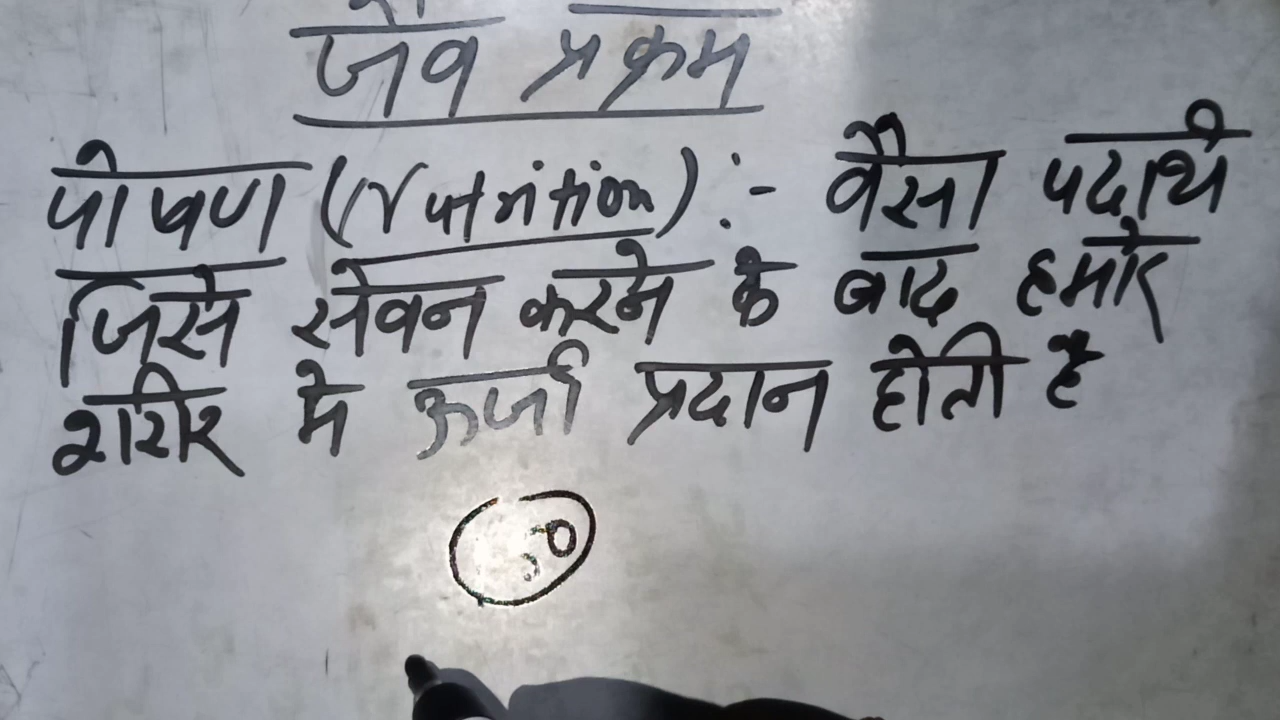 जैव प्रक्रम
पोषण (Nutrition) :- वैसा पदार्थ
जिसे सेवन करने के बाद हमारे
शरीर मे ऊर्जा प्रदान होती है